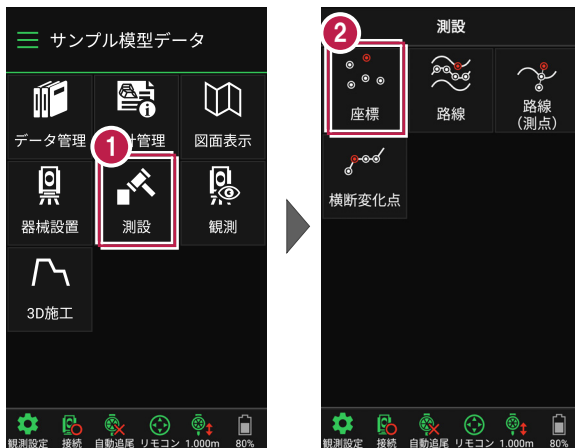 サンプル模型データ
データ管理
計管理
図面表示
1
器械設置
測設
観測
3D施工
観測設定
接続
自動追尾
リモコン
1.000m
80%
2
測設
座標
路線
路線
(測点)
横断変化点
観測設定
接続
自動追尾
リモコン
1.000m
80%